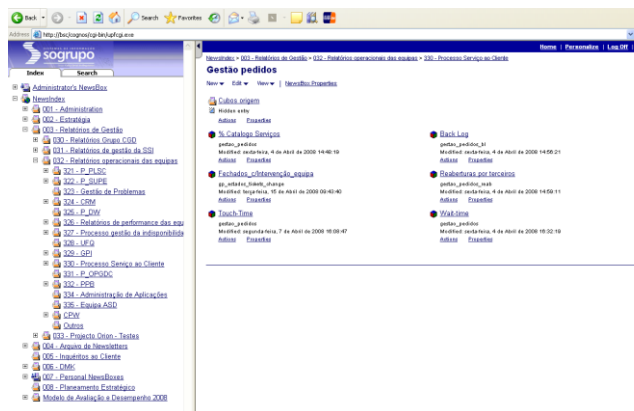 Back
Search
Favorites
Address
http://bsc/cognos/cgi-bin/upfcgi.exe
Home | Personalize | Log Off |
sogrupo
Index
Search
Administrator's NewsBox
NewsIndex
001 - Administration
002 - Estratégia
003 - Relatórios de Gestão
030 - Relatórios Grupo CGD
031 - Relatórios de gestão da SSI
032 - Relatórios operacionais das equipas
321 - P_PLSC
322 - P_SUPE
323 - Gestão de Problemas
324 - CRM
325 - P_DW
326 - Relatórios de performance das equ
327 - Processo gestão da indisponibilida
328 - UFQ
329 - GPI
330 - Processo Serviço ao Cliente
331 - P_OPGDC
332 - PPB
334 - Administração de Aplicações
335 - Equipa ASD
CPW
Outros
033 - Projecto Orion - Testes
004 - Arquivo de Newsletters
005 - Inquéritos ao Cliente
006 - DMK
007 - Personal NewsBoxes
008 - Planeamento Estratégico
Modelo de Avaliação e Desempenho 2008
NewsIndex > 003 - Relatórios de Gestão > 032 - Relatórios operacionais das equipas > 330 - Processo Serviço ao Cliente
Gestão pedidos
New Edit View | NewsBox Properties
Cubos origem
Hidden entry
Actions Properties
% Catalogo Serviços
gestao_pedidos
Modified: sexta-feira, 4 de Abril de 2008 14:48:19
Actions Properties
Back Log
gestao_pedidos_bl
Modified: sexta-feira, 4 de Abril de 2008 14:56:21
Actions Properties
Fechados_c/Intervenção_equipa
Modified: terça-feira, 15 de Abril de 2008 09:43:40
Actions Properties
Reaberturas por terceiros
gestao_pedidos_reab
Modified: sexta-feira, 4 de Abril de 2008 14:58:11
Actions Properties
Touch-Time
gestao_pedidos
Modified: segunda-feira, 7 de Abril de 2008 16:08:47
Actions Properties
Wait-time
gestao_pedidos
Modified: sexta-feira, 4 de Abril de 2008 16:32:19
Actions Properties